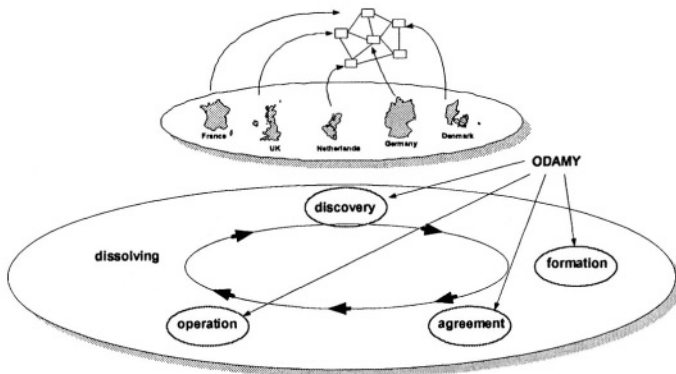 France
UK
Netherlands
Germany
Denmark
ODAMY
discovery
dissolving
formation
operation
agreement